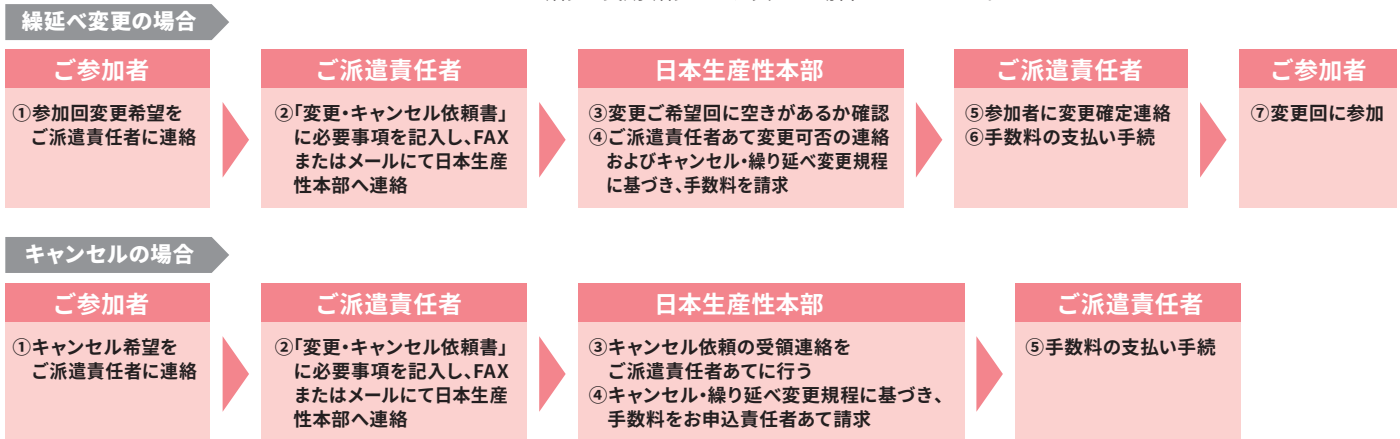 繰延べ変更の場合
ご参加者
①参加回変更希望を
ご派遣責任者に連絡
ご派遣責任者
②「変更・キャンセル依頼書」
に必要事項を記入し、FAX
またはメールにて日本生産
性本部へ連絡
日本生産性本部
③変更ご希望回に空きがあるか確認
④ご派遣責任者あて変更可否の連絡
およびキャンセル・繰り延べ変更規程
に基づき、手数料を請求
ご派遣責任者
⑤参加者に変更確定連絡
⑥手数料の支払い手続
ご参加者
⑦変更回に参加
キャンセルの場合
ご参加者
①キャンセル希望を
ご派遣責任者に連絡
ご派遣責任者
②「変更・キャンセル依頼書」
に必要事項を記入し、FAX
またはメールにて日本生産
性本部へ連絡
日本生産性本部
③キャンセル依頼の受領連絡を
ご派遣責任者あてに行う
④キャンセル・繰り延べ変更規程に基づき、
手数料をお申込責任者あて請求
ご派遣責任者
⑤手数料の支払い手続